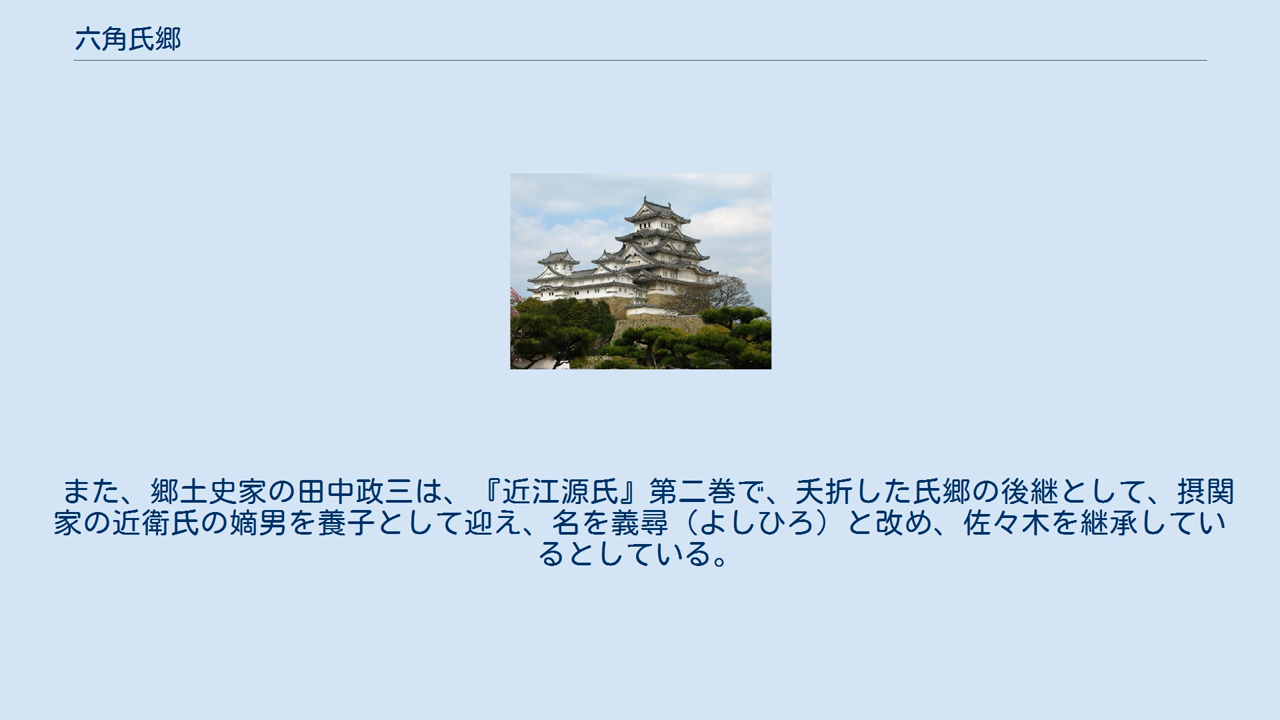 六角氏郷
また、郷土史家の田中政三は、『近江源氏』第二巻で、夭折した氏郷の後継として、摂関
家の近衛氏の嫡男を養子として迎え、名を義尋（よしひろ）と改め、佐々木を継承してい
るとしている。